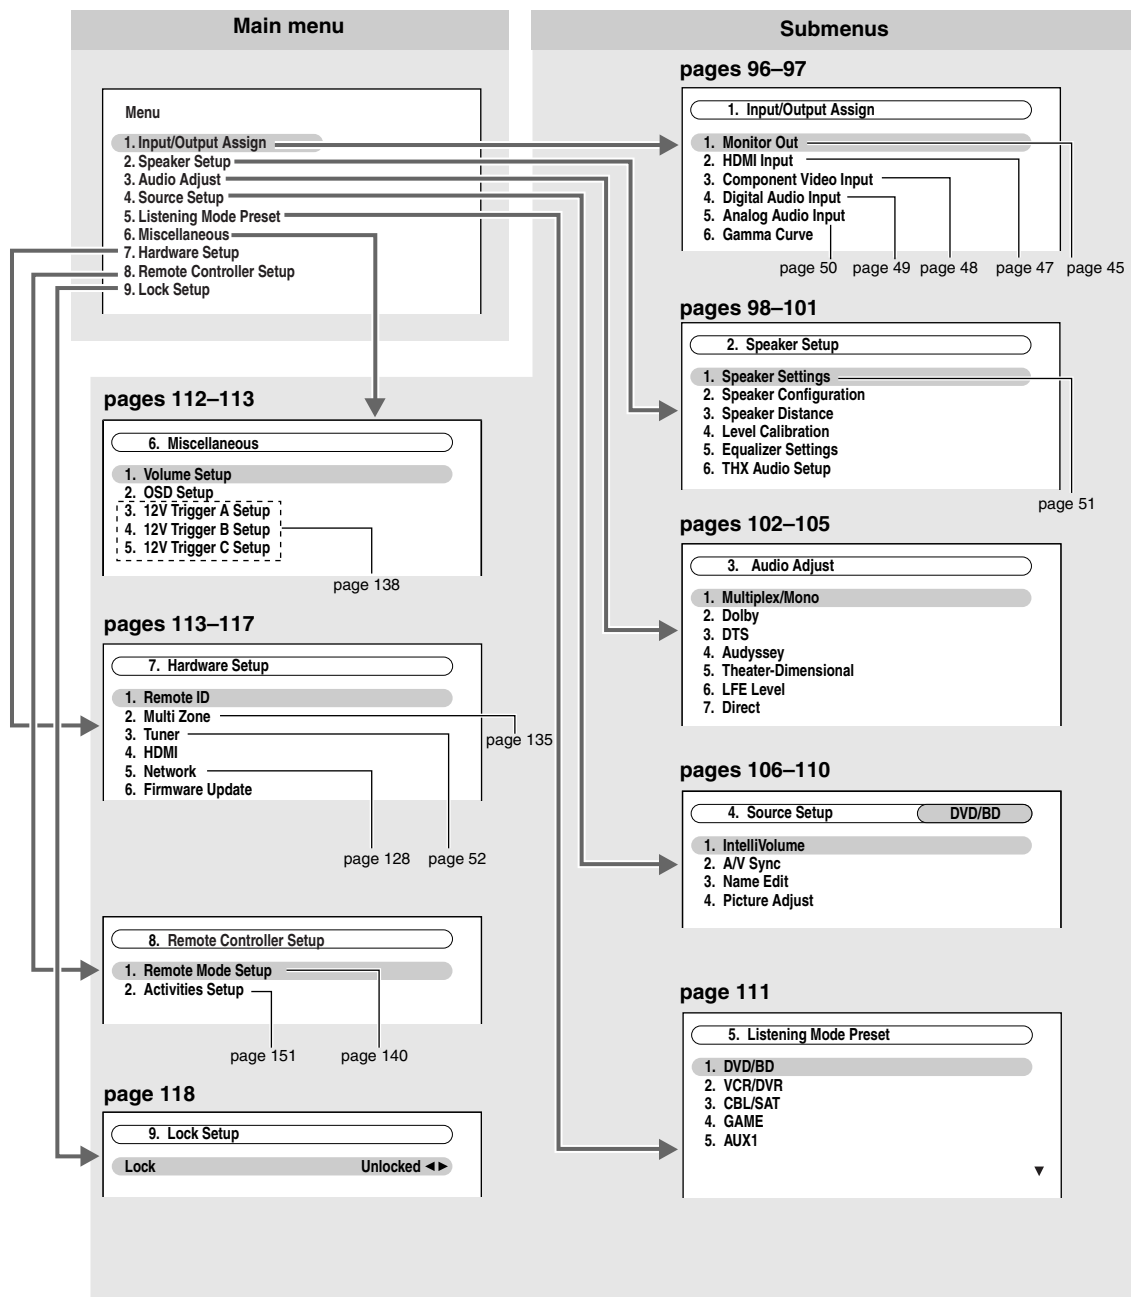 Main menu
Submenus
Menu
1. Input/Output Assign
2. Speaker Setup
3. Audio Adjust
4. Source Setup
5. Listening Mode Preset
6. Miscellaneous
7. Hardware Setup
8. Remote Controller Setup
9. Lock Setup
pages 96–97
1. Input/Output Assign
1. Monitor Out
2. HDMI Input
3. Component Video Input
4. Digital Audio Input
5. Analog Audio Input
6. Gamma Curve
page 50 page 49 page 48 page 47 page 45
pages 98–101
2. Speaker Setup
1. Speaker Settings
2. Speaker Configuration
3. Speaker Distance
4. Level Calibration
5. Equalizer Settings
6. THX Audio Setup
page 51
pages 102–105
3. Audio Adjust
1. Multiplex/Mono
2. Dolby
3. DTS
4. Audyssey
5. Theater-Dimensional
6. LFE Level
7. Direct
pages 106–110
4. Source Setup DVD/BD
1. IntelliVolume
2. A/V Sync
3. Name Edit
4. Picture Adjust
page 111
5. Listening Mode Preset
1. DVD/BD
2. VCR/DVR
3. CBL/SAT
4. GAME
5. AUX1
▼
pages 112–113
6. Miscellaneous
1. Volume Setup
2. OSD Setup
3. 12V Trigger A Setup
4. 12V Trigger B Setup
5. 12V Trigger C Setup
page 138
pages 113–117
7. Hardware Setup
1. Remote ID
2. Multi Zone
3. Tuner
4. HDMI
5. Network
6. Firmware Update
page 135
page 128 page 52
8. Remote Controller Setup
1. Remote Mode Setup
2. Activities Setup
page 151 page 140
page 118
9. Lock Setup
Lock Unlocked ◄►